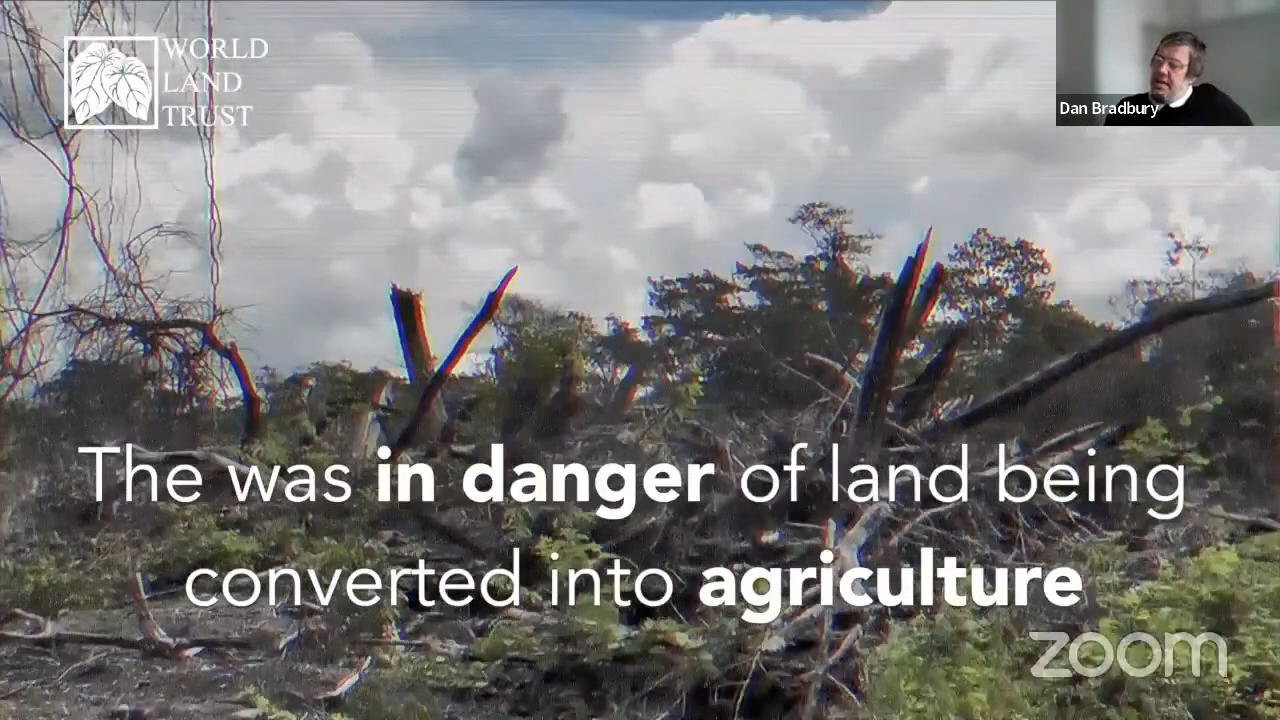 WORLD
LAND
TRUST
Dan Bradbury
The was in danger of land being
converted into agriculture
zoom